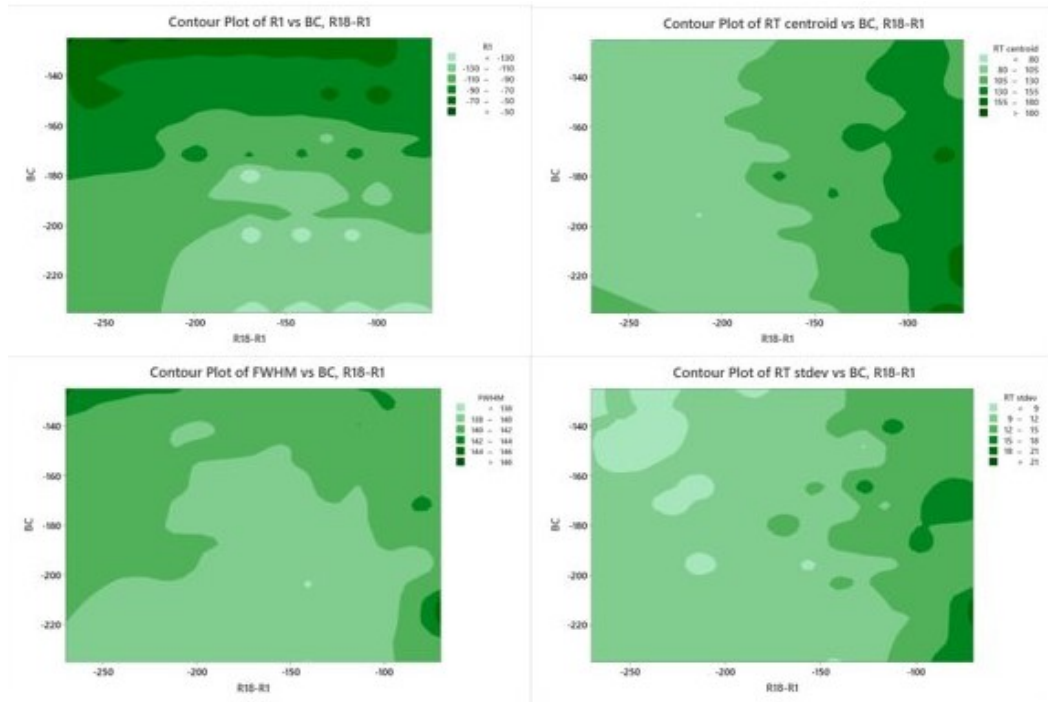 Contour Plot of R1 vs BC, R18-R1
R1
< -130
-130 – -110
-110 – -90
-90 – -70
-70 – -50
> -50
-140
-160
-180
-200
-220
BC
-250 -200 -150 -100
R18-R1
Contour Plot of RT centroid vs BC, R18-R1
RT centroid
< 80
80 – 105
105 – 130
130 – 155
155 – 180
> 180
-140
-160
-180
-200
-220
BC
-250 -200 -150 -100
R18-R1
Contour Plot of FWHM vs BC, R18-R1
FWHM
< 138
138 – 140
140 – 142
142 – 144
144 – 146
> 146
-140
-160
-180
-200
-220
BC
-250 -200 -150 -100
R18-R1
Contour Plot of RT stdev vs BC, R18-R1
RT stdev
< 9
9 – 12
12 – 15
15 – 18
18 – 21
> 21
-140
-160
-180
-200
-220
BC
-250 -200 -150 -100
R18-R1